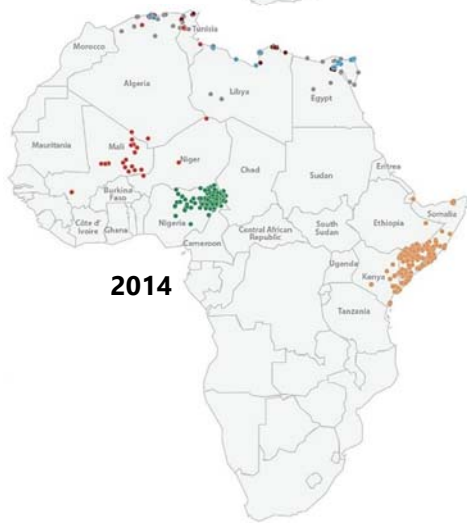 Tunisia
Morocco
Algeria
Libya
Egypt
Mauritania
Mali
Niger
Chad
Sudan
Eritrea
Burkina
Faso
Côte d'
Ivoire
Ghana
Nigeria
Cameroon
Central African
Republic
South
Sudan
Ethiopia
Somalia
Uganda
Kenya
Tanzania
2014